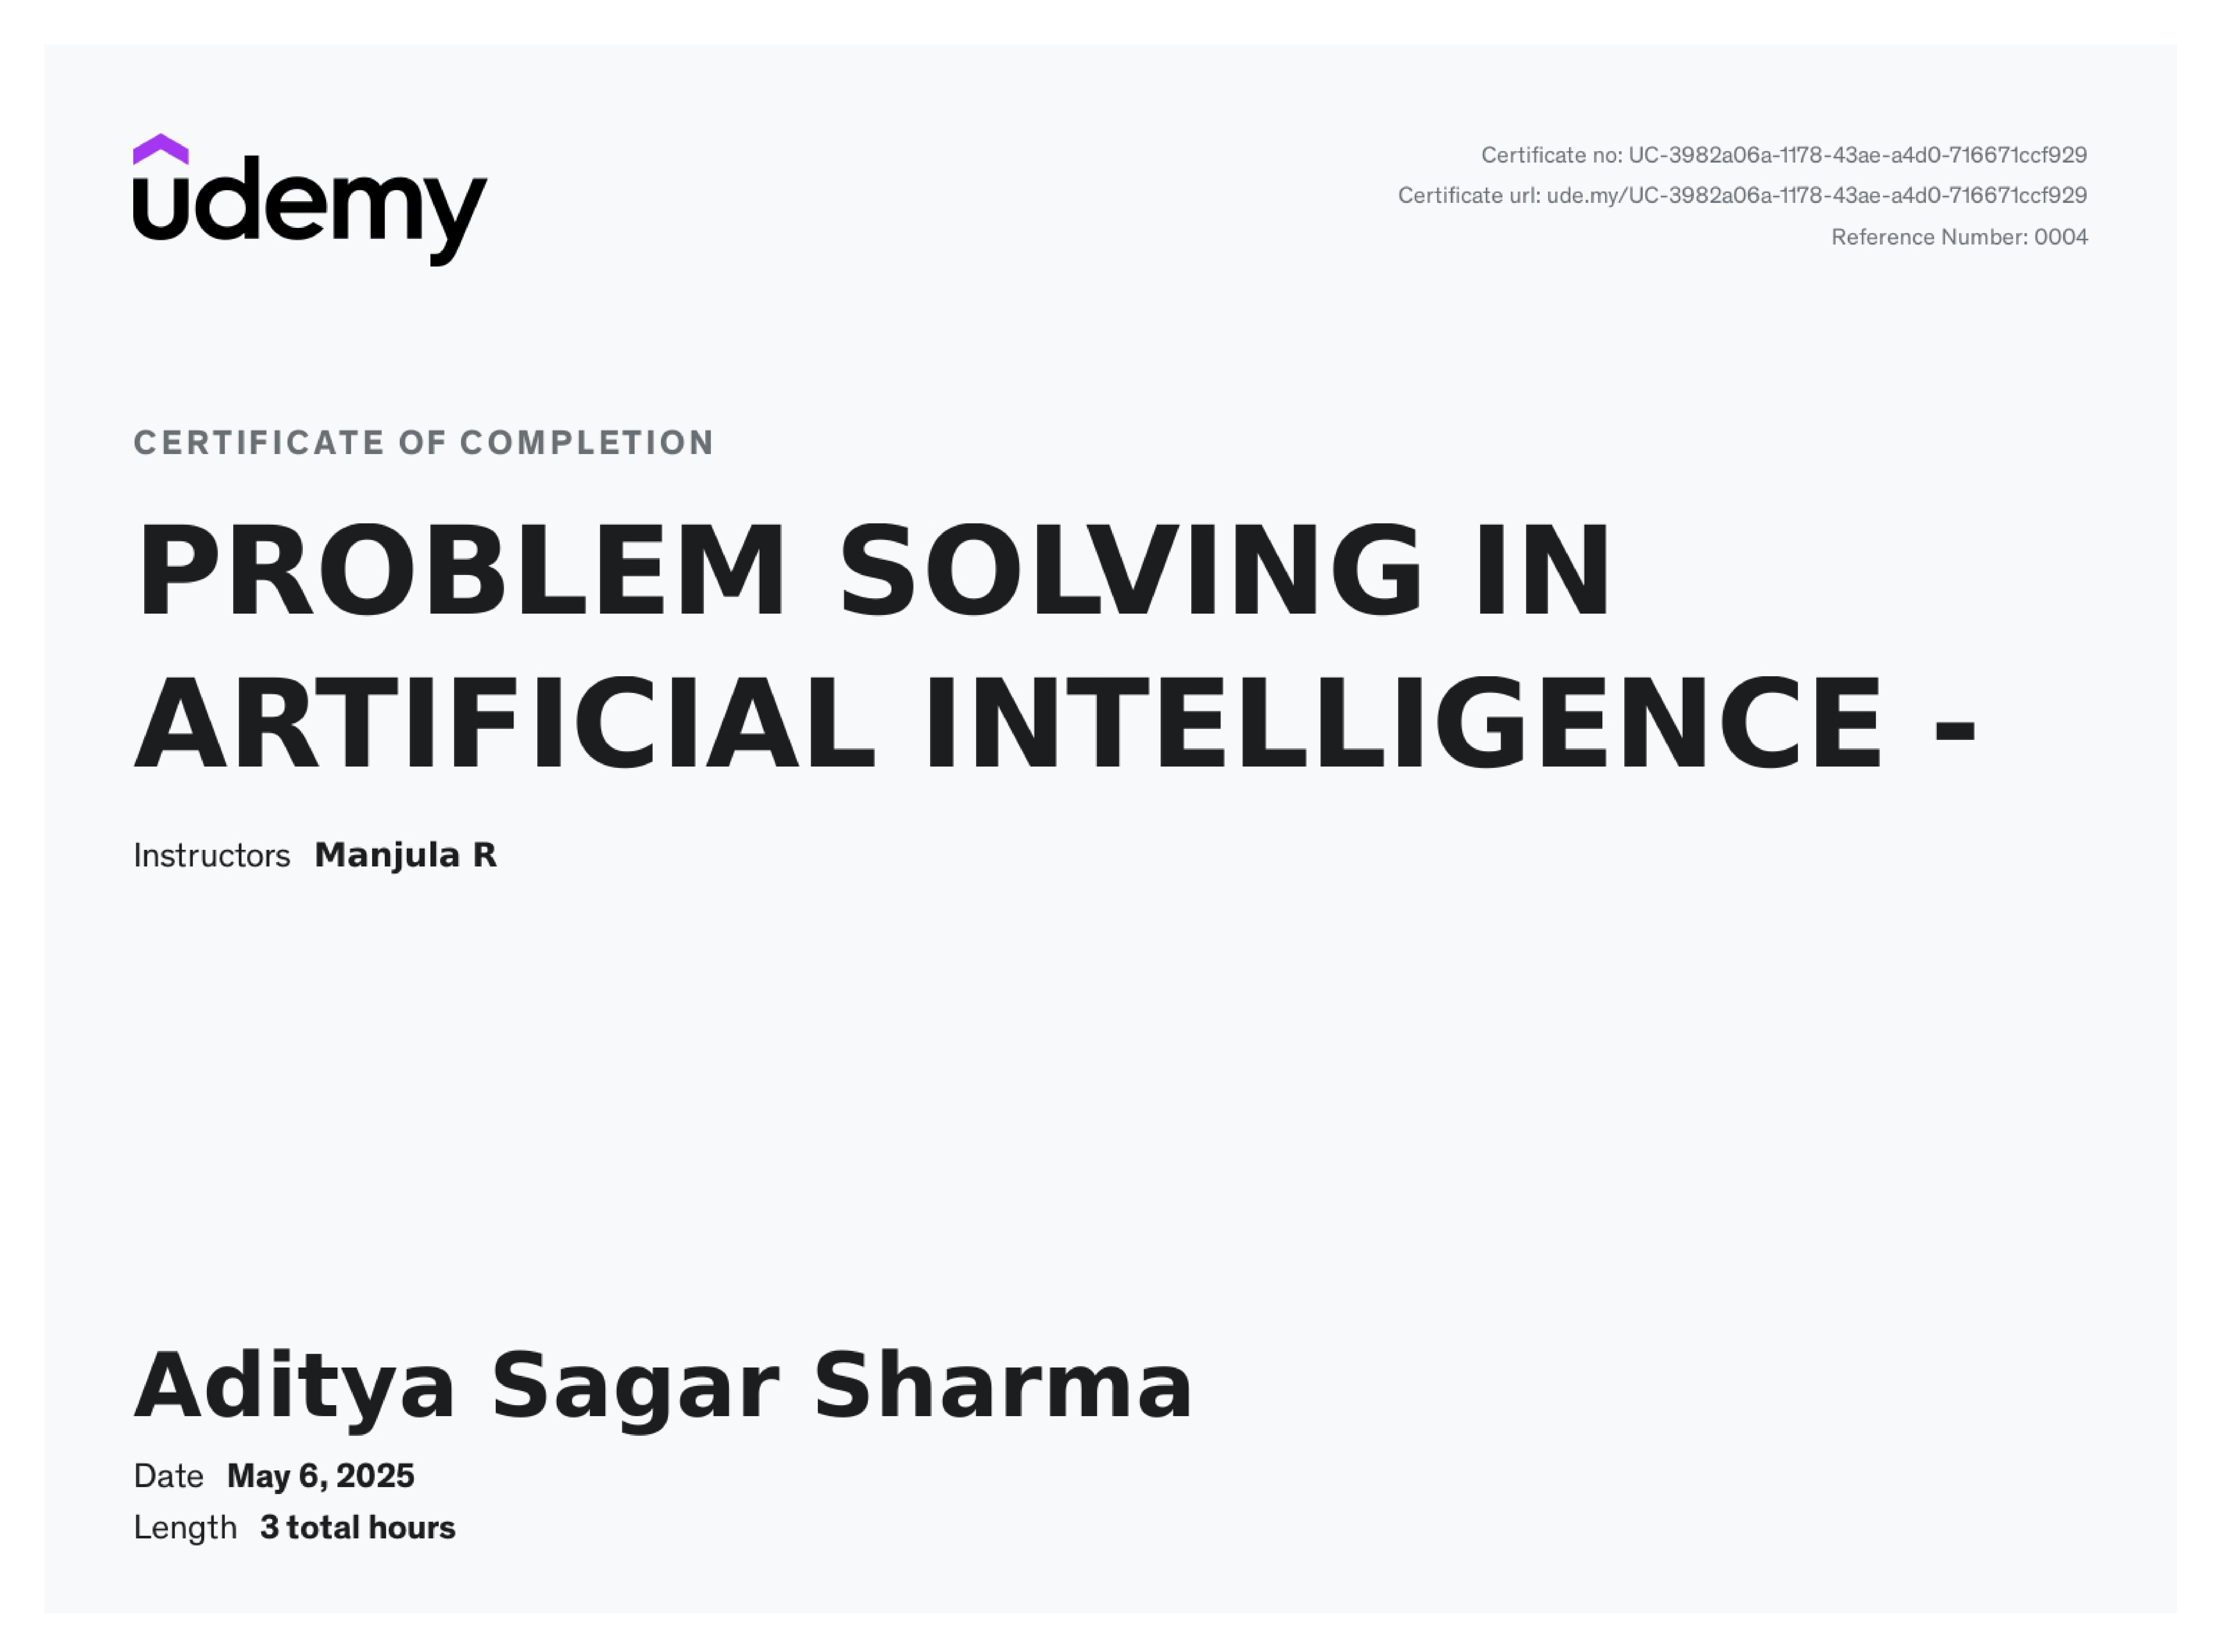 udemy
Certificate no: UC-3982a06a-1178-43ae-a4d0-716671ccf929
Certificate url: ude.my/UC-3982a06a-1178-43ae-a4d0-716671ccf929
Reference Number: 0004
CERTIFICATE OF COMPLETION
PROBLEM SOLVING IN
ARTIFICIAL INTELLIGENCE -
Instructors Manjula R
Aditya Sagar Sharma
Date May 6, 2025
Length 3 total hours